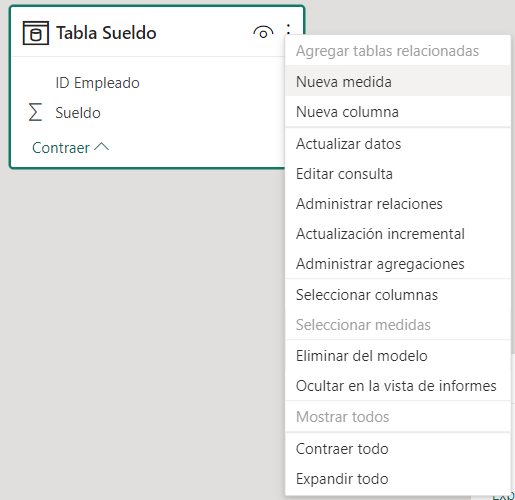 Tabla Sueldo
ID Empleado
Sueldo
Contraer
Agregar tablas relacionadas
Nueva medida
Nueva columna
Actualizar datos
Editar consulta
Administrar relaciones
Actualización incremental
Administrar agregaciones
Seleccionar columnas
Seleccionar medidas
Eliminar del modelo
Ocultar en la vista de informes
Mostrar todos
Contraer todo
Expandir todo